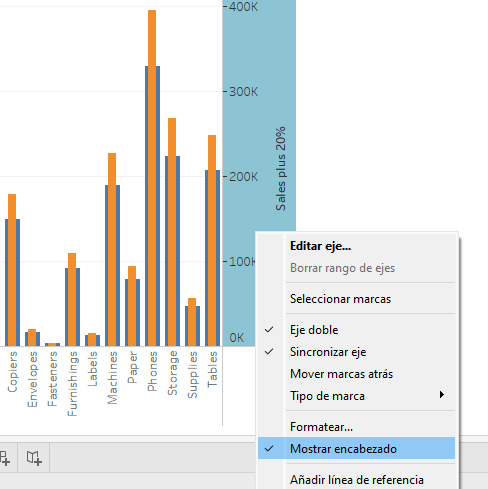 400K
300K
200K
100K
0K
Sales plus 20%
Copiers
Envelopes
Fasteners
Furnishings
Labels
Machines
Paper
Phones
Storage
Supplies
Tables
Editar eje...
Borrar rango de ejes
Seleccionar marcas
Eje doble
Sincronizar eje
Mover marcas atrás
Tipo de marca
Formatear...
Mostrar encabezado
Añadir línea de referencia